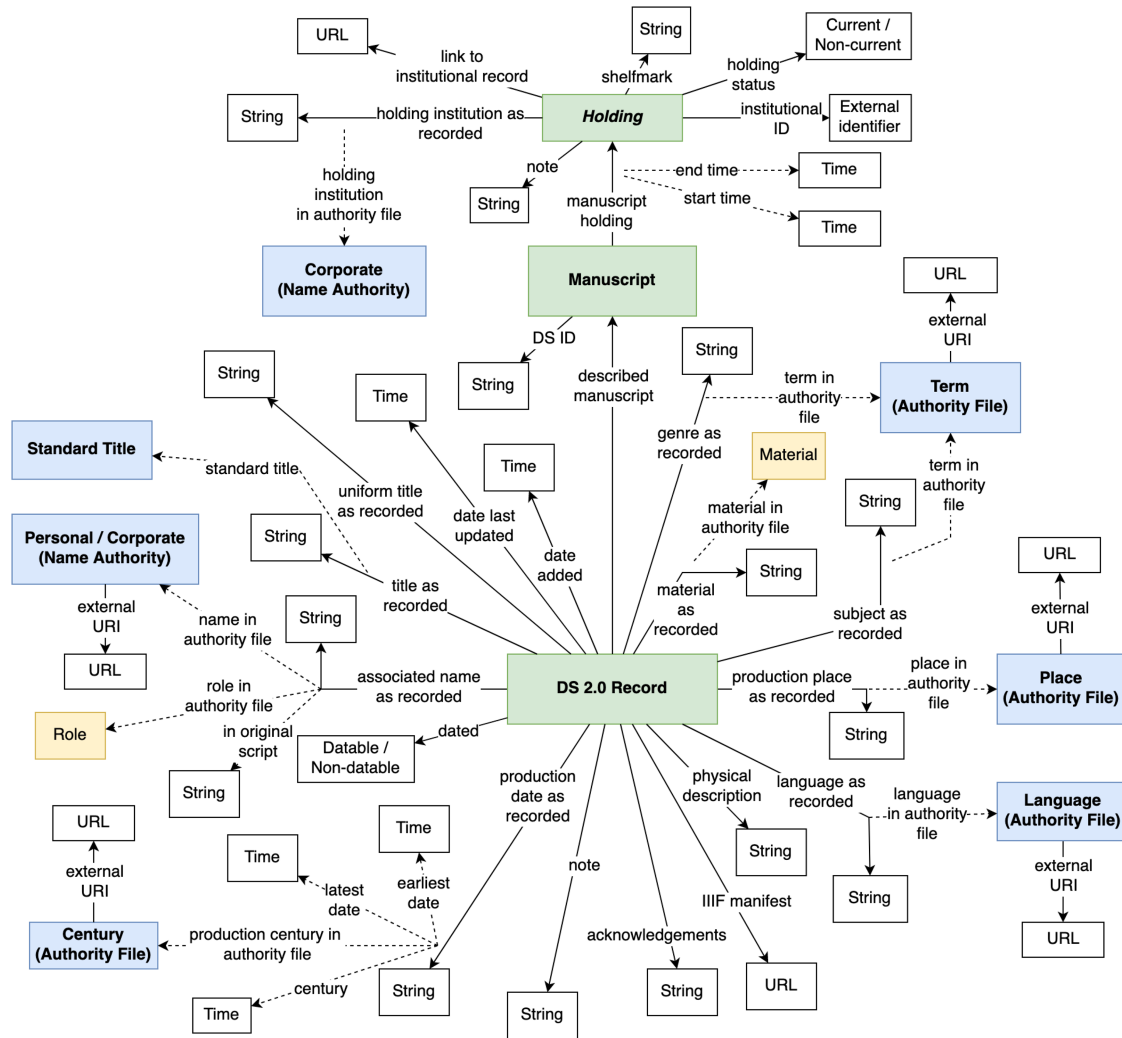 String
Current /
Non-current
URL
link to
institutional record
shelfmark
holding
status
String
holding institution as
recorded
Holding
institutional
ID
External
identifier
note
String
end time
Time
start time
Time
holding
institution
in authority file
manuscript
holding
Corporate
(Name Authority)
Manuscript
URL
DS ID
String
external
URI
String
String
Time
described
manuscript
term in
authority
file
Term
(Authority File)
Standard Title
standard title
uniform title
as recorded
Time
genre as
recorded
Material
term in
authority
file
String
date last
updated
material in
authority file
String
Personal / Corporate
(Name Authority)
title as
recorded
date
added
material
as
recorded
String
URL
external
URI
URL
name in
authority file
String
subject as
recorded
external
URI
role in
authority file
associated name
as recorded
DS 2.0 Record
production place
as recorded
place in
authority
file
Place
(Authority File)
Role
in original
script
dated
Datable /
Non-datable
String
String
production
date as
recorded
physical
description
language as
recorded
language
in authority
file
Language
(Authority File)
URL
Time
Time
String
external
URI
latest
date
earliest
date
note
IIIF manifest
String
external
URI
URL
Century
(Authority File)
production century in
authority file
acknowledgements
century
Time
String
String
String
URL